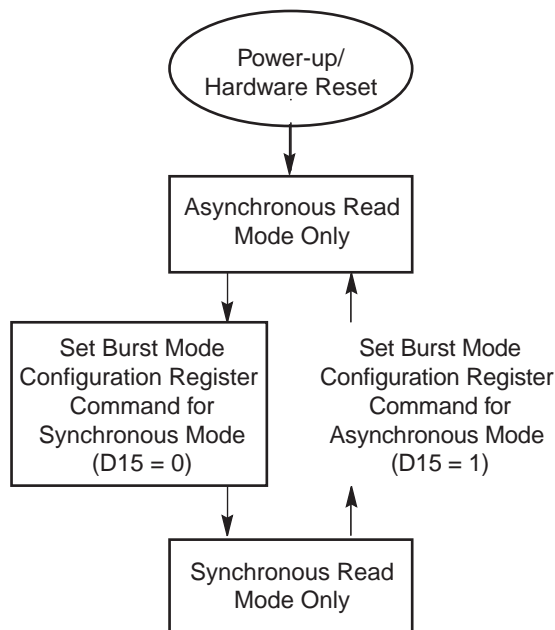 Power-up/
Hardware Reset
Asynchronous Read
Mode Only
Set Burst Mode
Configuration Register
Command for
Synchronous Mode
(D15 = 0)
Set Burst Mode
Configuration Register
Command for
Asynchronous Mode
(D15 = 1)
Synchronous Read
Mode Only